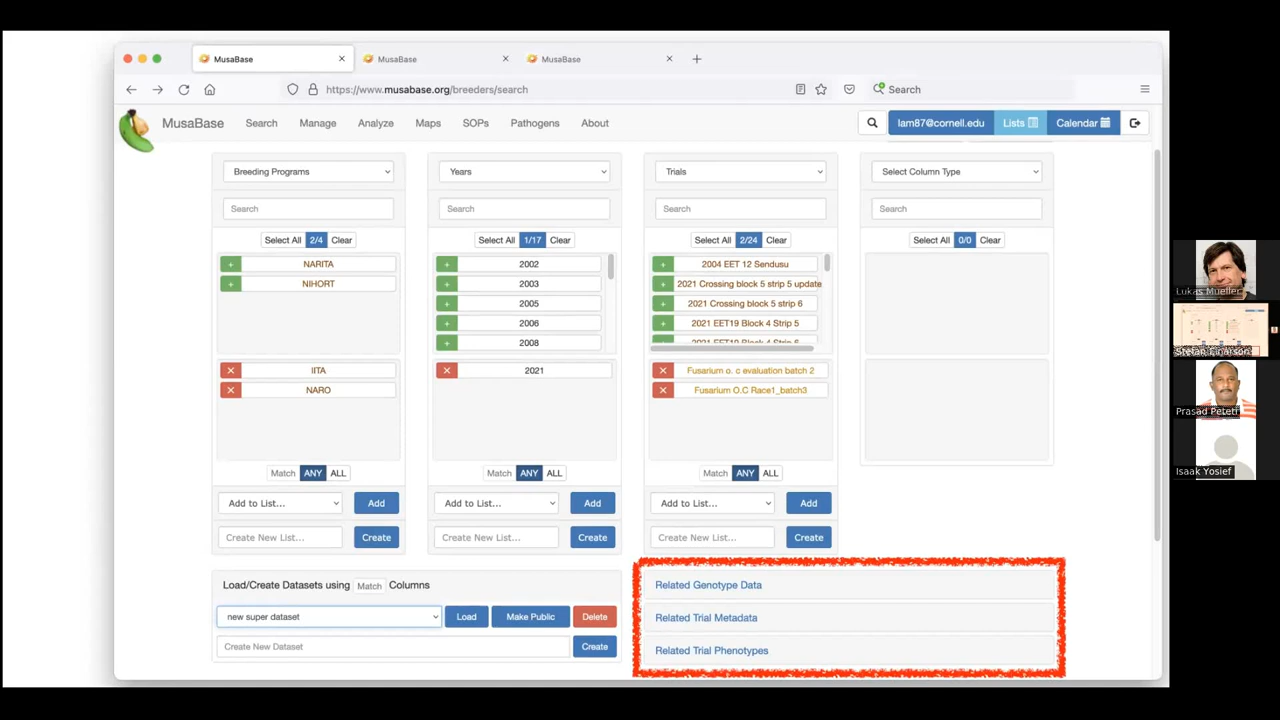 MusaBase
MusaBase
MusaBase
https://www.musabase.org/breeders/search
Search
MusaBase
Search
Manage
Analyze
Maps
SOPs
Pathogens
About
lam87@cornell.edu
Lists
Calendar
Breeding Programs
Years
Trials
Select Column Type
Search
Search
Search
Search
Select All 2/4 Clear
Select All 1/17 Clear
Select All 2/24 Clear
Select All 0/0 Clear
NARITA
NIHORT
2002
2003
2005
2006
2008
2004 EET 12 Sendusu
2021 Crossing block 5 strip 5 update
2021 Crossing block 5 strip 6
2021 EET19 Block 4 Strip 5
2021 EET19 Block 4 Strip 6
IITA
NARO
2021
Fusarium o. c evaluation batch 2
Fusarium O.C Race1_batch3
Match ANY ALL
Match ANY ALL
Match ANY ALL
Add to List... Add
Add to List... Add
Add to List... Add
Create New List... Create
Create New List... Create
Create New List... Create
Load/Create Datasets using Match Columns
new super dataset Load Make Public Delete
Create New Dataset Create
Related Genotype Data
Related Trial Metadata
Related Trial Phenotypes
Lukas Mueller
Prasad Peteti
Isaak Yosief